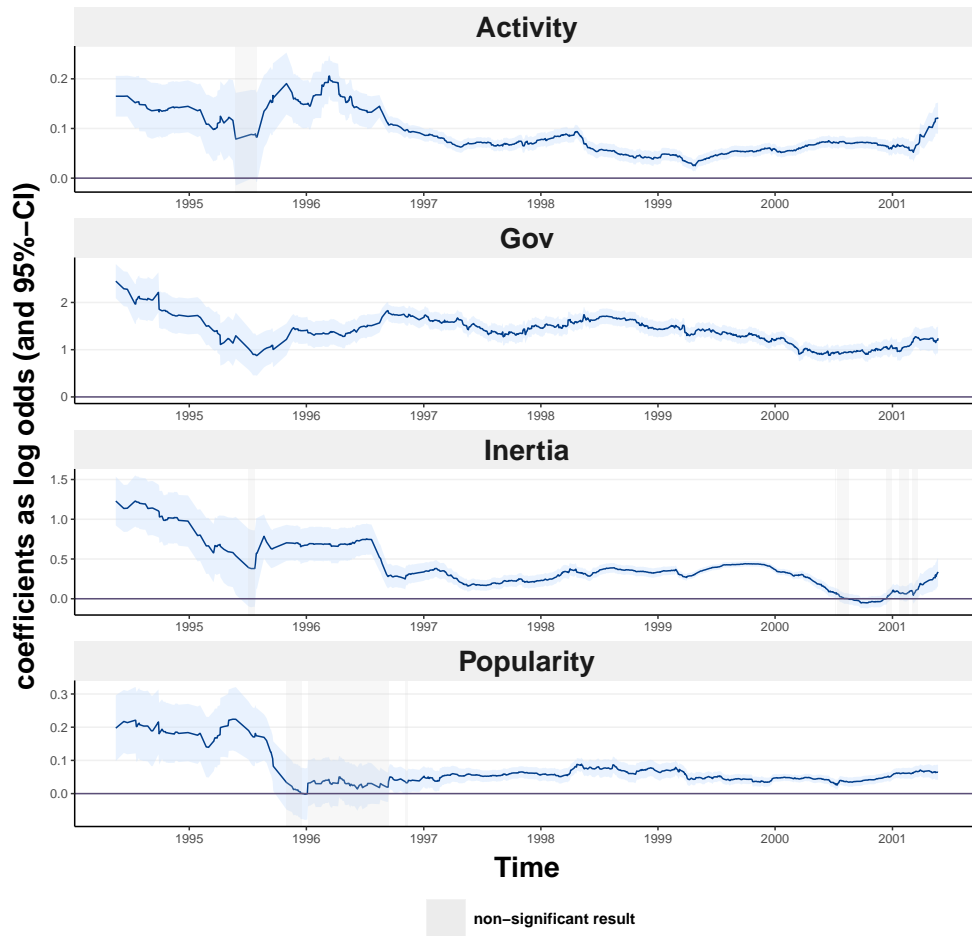 Activity
0.2
0.1
0.0
1995 1996 1997 1998 1999 2000 2001
Gov
2
1
0
1995 1996 1997 1998 1999 2000 2001
Inertia
1.5
1.0
0.5
0.0
1995 1996 1997 1998 1999 2000 2001
Popularity
0.3
0.2
0.1
0.0
1995 1996 1997 1998 1999 2000 2001
coefficients as log odds (and 95%−CI)
Time
non−significant result